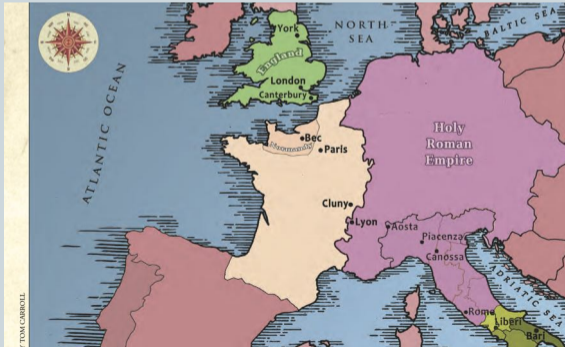 NORTH
SEA
BALTIC SEA
York
England
London
Canterbury
ATLANTIC OCEAN
Bec
Normandy
Paris
Holy
Roman
Empire
Cluny
Lyon
Aosta
Piacenza
Canossa
ADRIATIC SEA
Rome
Liberi
Bari
TOM CARROLL